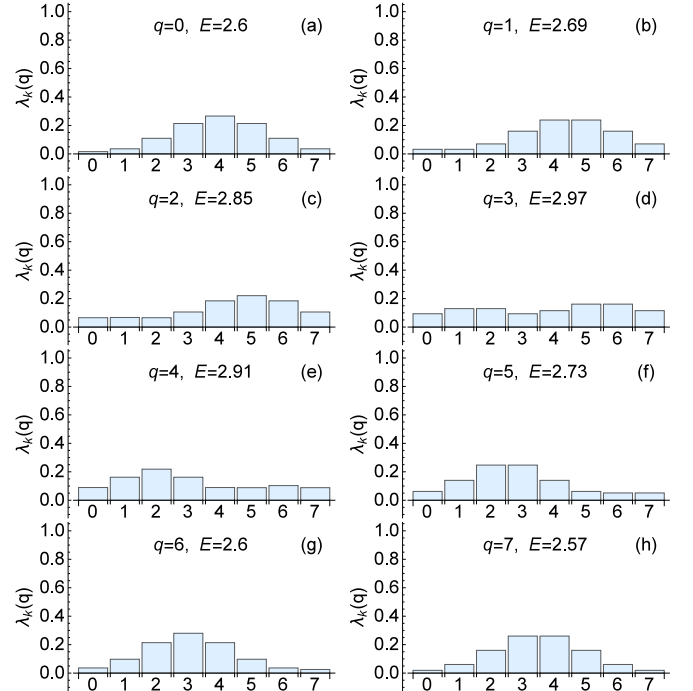 q=0, E=2.6 (a)
λk(q)
1.0
0.8
0.6
0.4
0.2
0.0
0 1 2 3 4 5 6 7
q=1, E=2.69 (b)
λk(q)
1.0
0.8
0.6
0.4
0.2
0.0
0 1 2 3 4 5 6 7
q=2, E=2.85 (c)
λk(q)
1.0
0.8
0.6
0.4
0.2
0.0
0 1 2 3 4 5 6 7
q=3, E=2.97 (d)
λk(q)
1.0
0.8
0.6
0.4
0.2
0.0
0 1 2 3 4 5 6 7
q=4, E=2.91 (e)
λk(q)
1.0
0.8
0.6
0.4
0.2
0.0
0 1 2 3 4 5 6 7
q=5, E=2.73 (f)
λk(q)
1.0
0.8
0.6
0.4
0.2
0.0
0 1 2 3 4 5 6 7
q=6, E=2.6 (g)
λk(q)
1.0
0.8
0.6
0.4
0.2
0.0
0 1 2 3 4 5 6 7
q=7, E=2.57 (h)
λk(q)
1.0
0.8
0.6
0.4
0.2
0.0
0 1 2 3 4 5 6 7